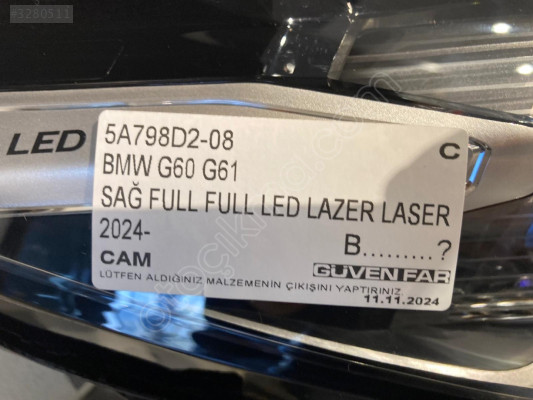 #3280511
LED
5A798D2-08 C
BMW G60 G61
SAĞ FULL FULL LED LAZER LASER
2024- B.........?
CAM GÜVEN FAR
LÜTFEN ALDIĞINIZ MALZEMENİN ÇIKIŞINI YAPTIRINIZ.
11.11.2024